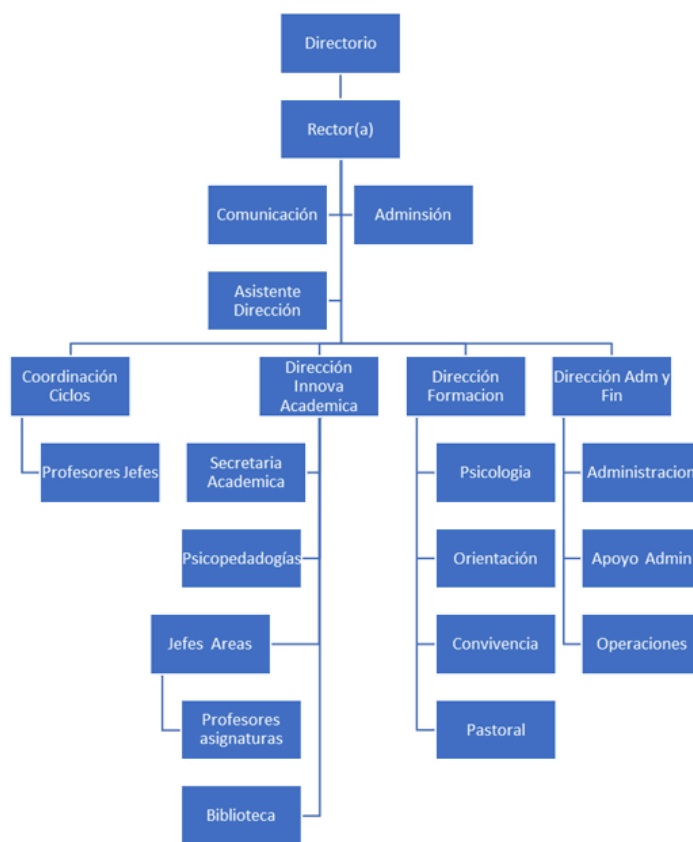 Directorio
Rector(a)
Comunicación
Adminsión
Asistente
Dirección
Coordinación
Ciclos
Dirección
Innova
Academica
Dirección
Formacion
Dirección Adm y
Fin
Profesores Jefes
Secretaria
Academica
Psicologia
Administracion
Psicopedadogías
Orientación
Apoyo Admin
Jefes Areas
Convivencia
Operaciones
Profesores
asignaturas
Pastoral
Biblioteca